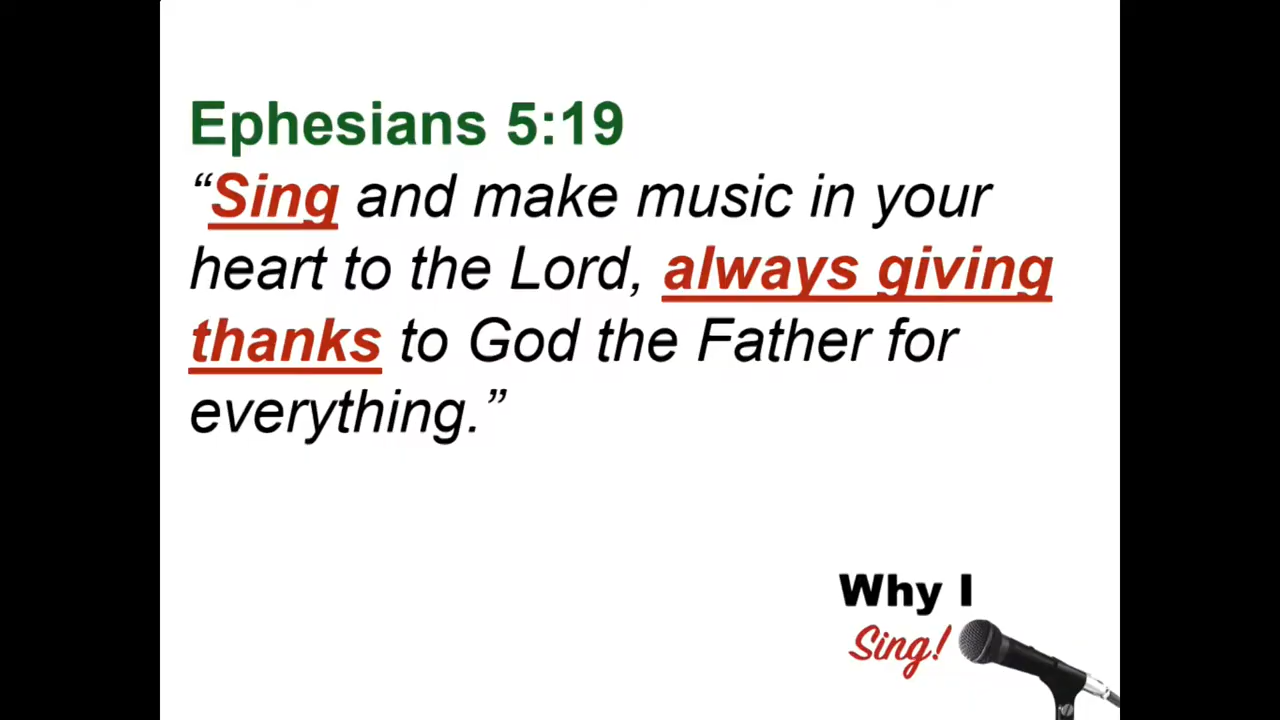 Ephesians 5:19
“Sing and make music in your
heart to the Lord, always giving
thanks to God the Father for
everything.”
Why I
Sing!